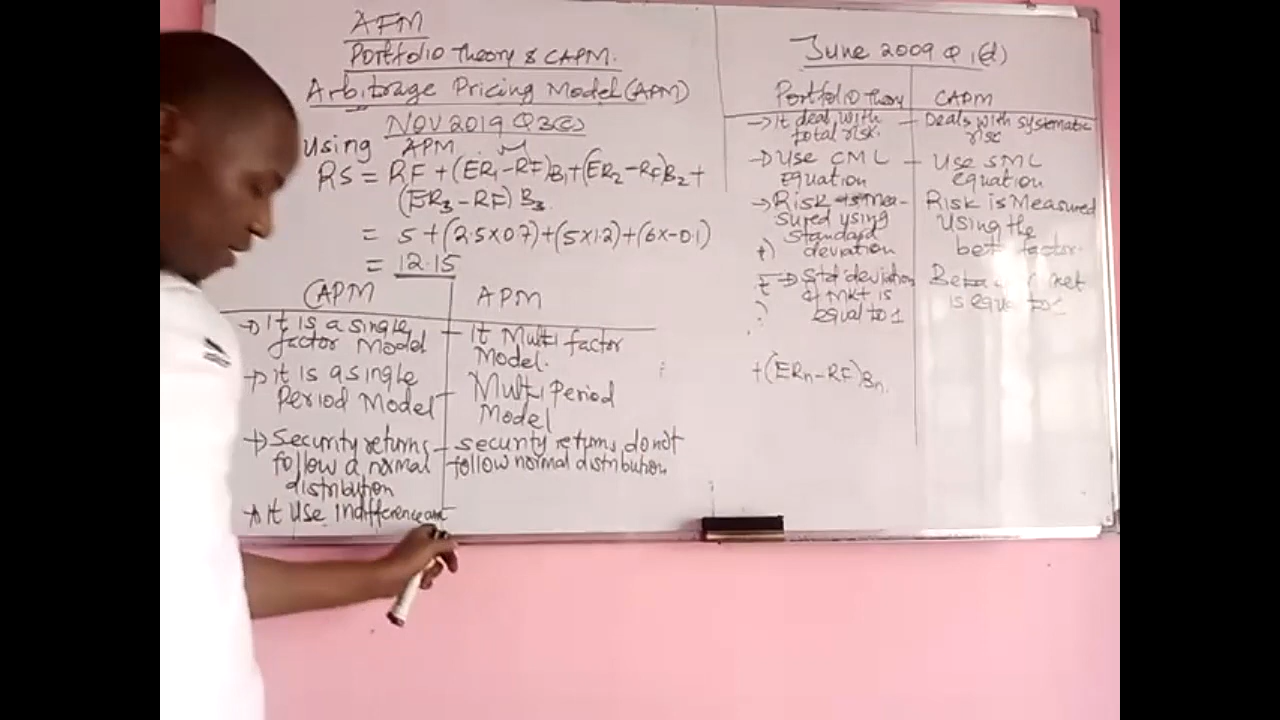 AFM
Portfolio Theory & CAPM.
Arbitrage Pricing Model (APM)
NOV 2019 Q3(c)
Using APM.
RS = RF + (ER1 - RF)B1 + (ER2 - RF)B2 +
(ER3 - RF) B3
= 5 + (2.5 x 0.7) + (5 x 1.2) + (6 x -0.1)
= 12.15
CAPM
APM
→ It is a single
factor Model
- It Multi factor
Model.
→ it is a single
Period Model
- Multi Period
Model
→ Security returns
follow a normal
distribution
- security returns do not
follow normal distribution
→ it Use indifference
June 2009 Q1(d)
Portfolio Theory
CAPM
→ It deal with
total risk.
- Deals with systematic
risk
→ Use CML
equation
- Use SML
equation
→ Risk is Mea-
sured using
standard
deviation
Risk is Measured
Using the
beta factor.
→ Std deviation
of Mkt is
equal to 1
Beta
is equal to 1
+(ERn - RF)Bn.